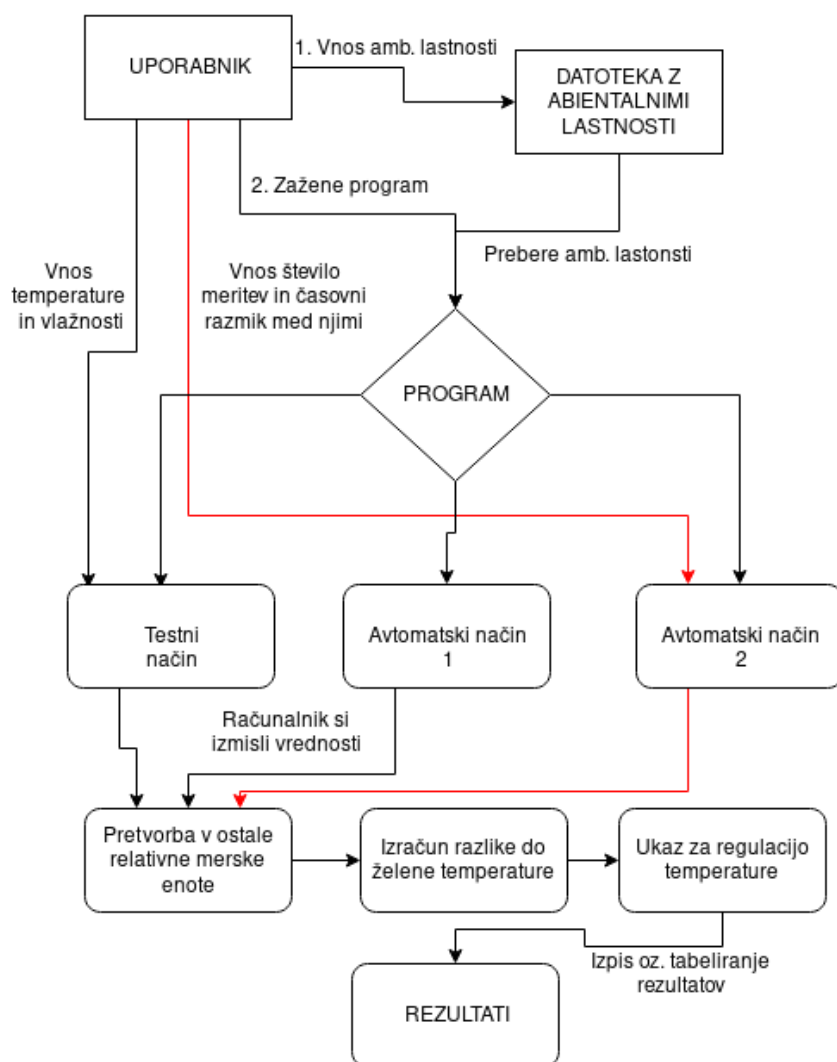 UPORABNIK
1. Vnos amb. lastnosti
DATOTEKA Z
ABIENTALNIMI
LASTNOSTI
2. Zažene program
Prebere amb. lastonsti
Vnos
temperature
in vlažnosti
Vnos število
meritev in časovni
razmik med njimi
PROGRAM
Testni
način
Avtomatski način
1
Avtomatski način
2
Računalnik si
izmisli vrednosti
Pretvorba v ostale
relativne merske
enote
Izračun razlike do
želene temperature
Ukaz za regulacijo
temperature
Izpis oz. tabeliranje
rezultatov
REZULTATI